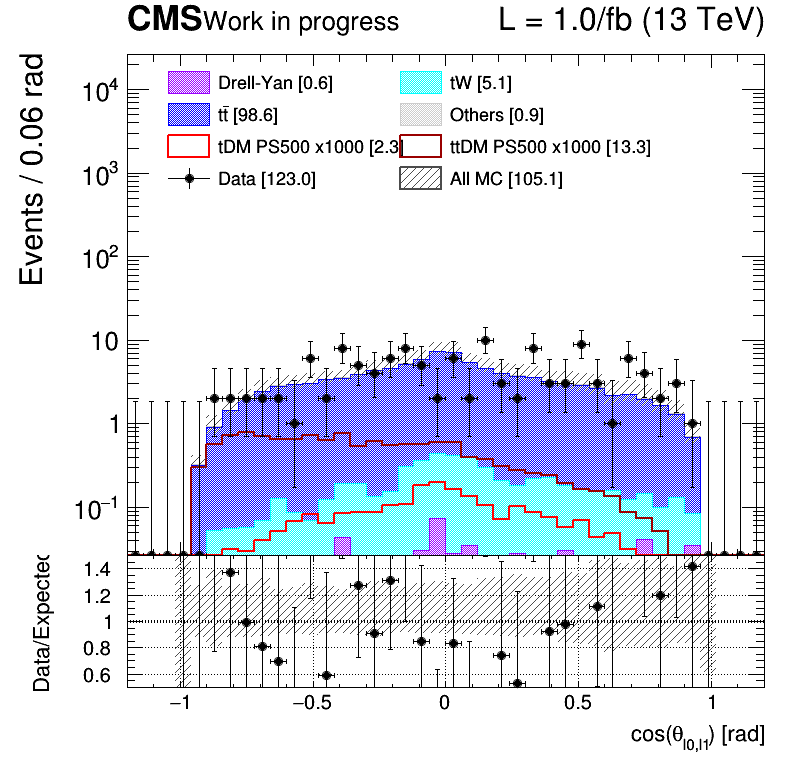 CMS Work in progress L = 1.0/fb (13 TeV)
Events / 0.06 rad
Drell-Yan [0.6] tW [5.1]
tt̄ [98.6] Others [0.9]
tDM PS500 x1000 [2.3 ttDM PS500 x1000 [13.3]
Data [123.0] All MC [105.1]
10⁴
10³
10²
10
1
10⁻¹
Data/Expected
1.4
1.2
1
0.8
0.6
−1 −0.5 0 0.5 1
cos(θl0,l1) [rad]